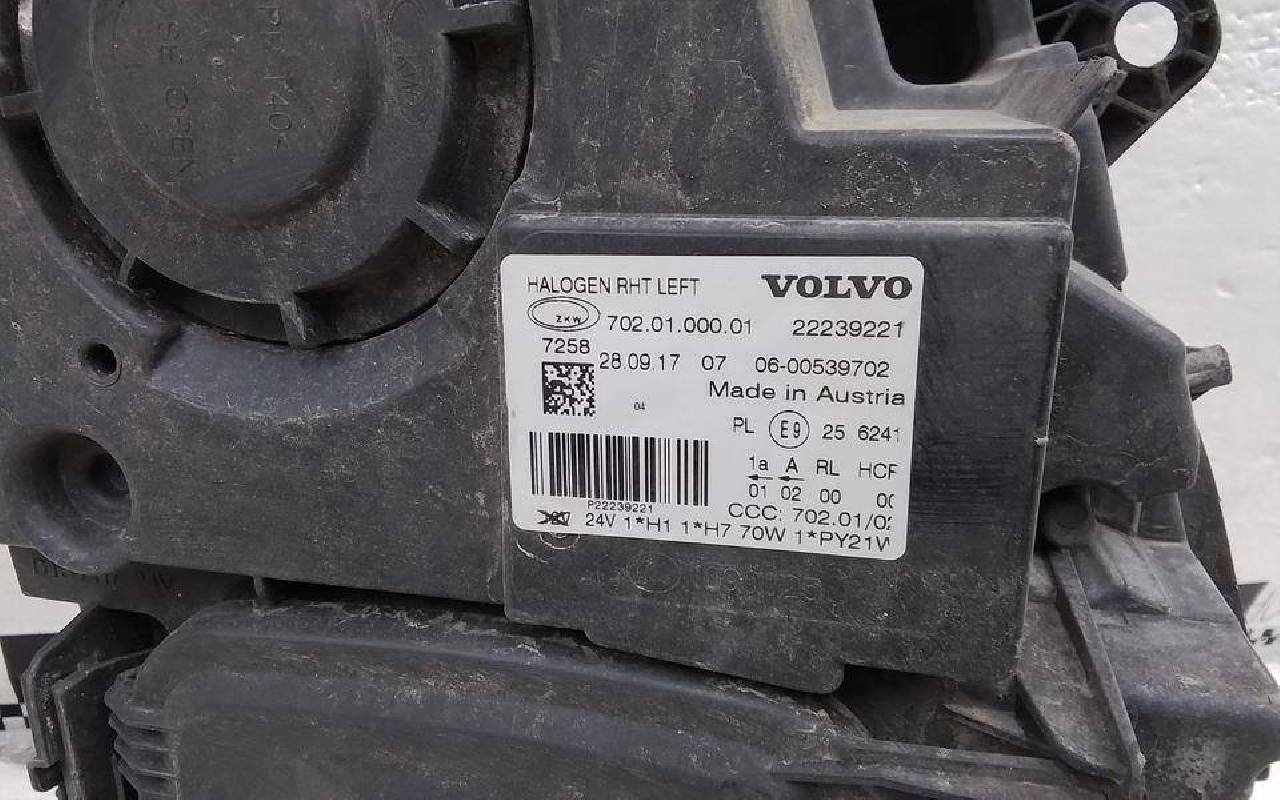 HALOGEN RHT LEFT VOLVO
ZKW 702.01.000.01 22239221
7258 28.09.17 07 06-00539702
Made in Austria
04
PL E9 25 6241
1a A RL
01 02 00
P22239221
CCC: 702.01/02
24V 1*H1 1*H7 70W 1*PY21W
OPEN